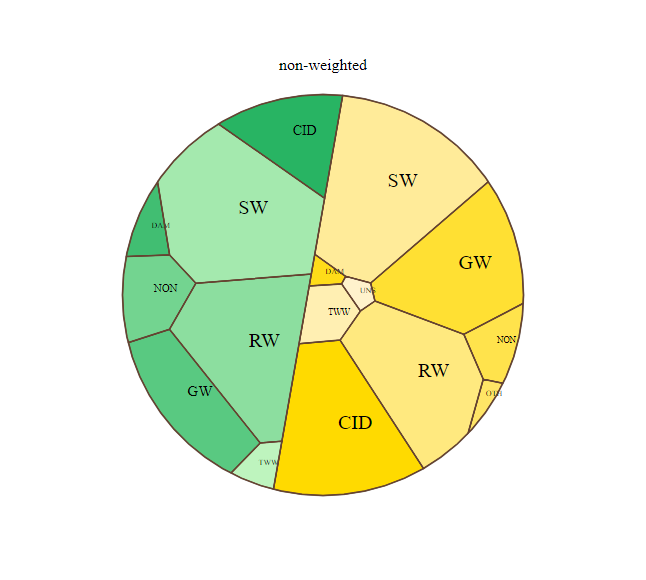 non-weighted
CID
SW
SW
DAM
GW
DAM
NON
UNS
TWW
NON
RW
RW
GW
OTH
CID
TWW